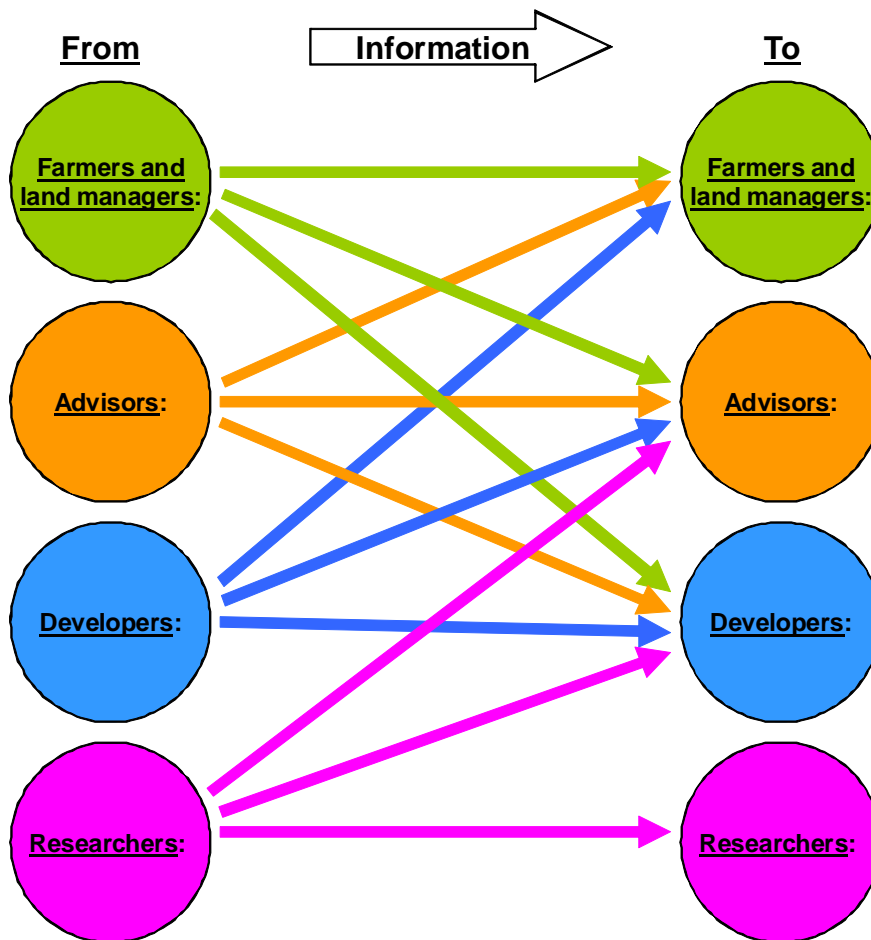 From
Information
To
Farmers and
land managers:
Farmers and
land managers:
Advisors:
Advisors:
Developers:
Developers:
Researchers:
Researchers: